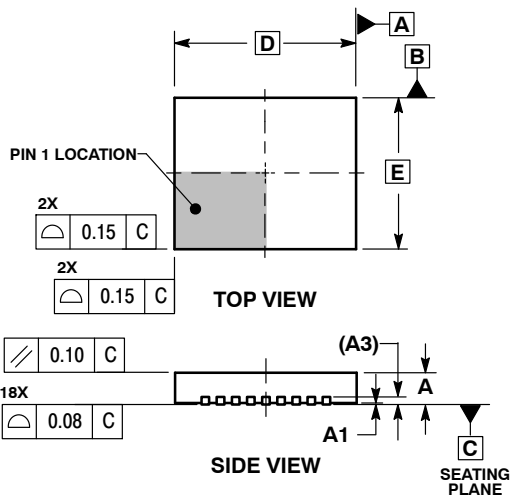 D
A
B
PIN 1 LOCATION
E
2X
⌓ 0.15 C
2X
⌓ 0.15 C
TOP VIEW
⫽ 0.10 C
(A3)
A
18X
⌓ 0.08 C
A1
C
SIDE VIEW
SEATING
PLANE